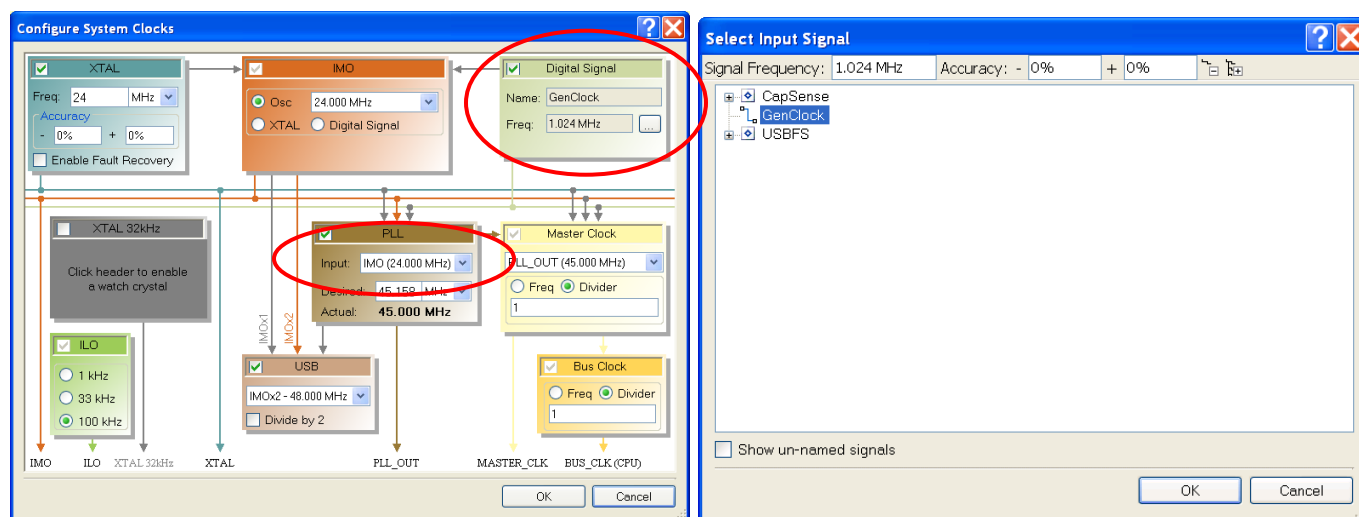 Configure System Clocks
XTAL
Freq: 24 MHz
Accuracy
- 0% + 0%
Enable Fault Recovery
IMO
Osc 24.000 MHz
XTAL Digital Signal
Digital Signal
Name: GenClock
Freq: 1.024 MHz ...
XTAL 32kHz
Click header to enable
a watch crystal
PLL
Input: IMO (24.000 MHz)
Desired: 45.158 MHz
Actual: 45.000 MHz
Master Clock
PLL_OUT (45.000 MHz)
Freq Divider
1
IMOx1
IMOx2
ILO
1 kHz
33 kHz
100 kHz
USB
IMOx2 - 48.000 MHz
Divide by 2
Bus Clock
Freq Divider
1
IMO ILO XTAL 32kHz XTAL PLL_OUT MASTER_CLK BUS_CLK (CPU)
OK Cancel
Select Input Signal
Signal Frequency: 1.024 MHz Accuracy: - 0% + 0%
CapSense
GenClock
USBFS
Show un-named signals
OK Cancel